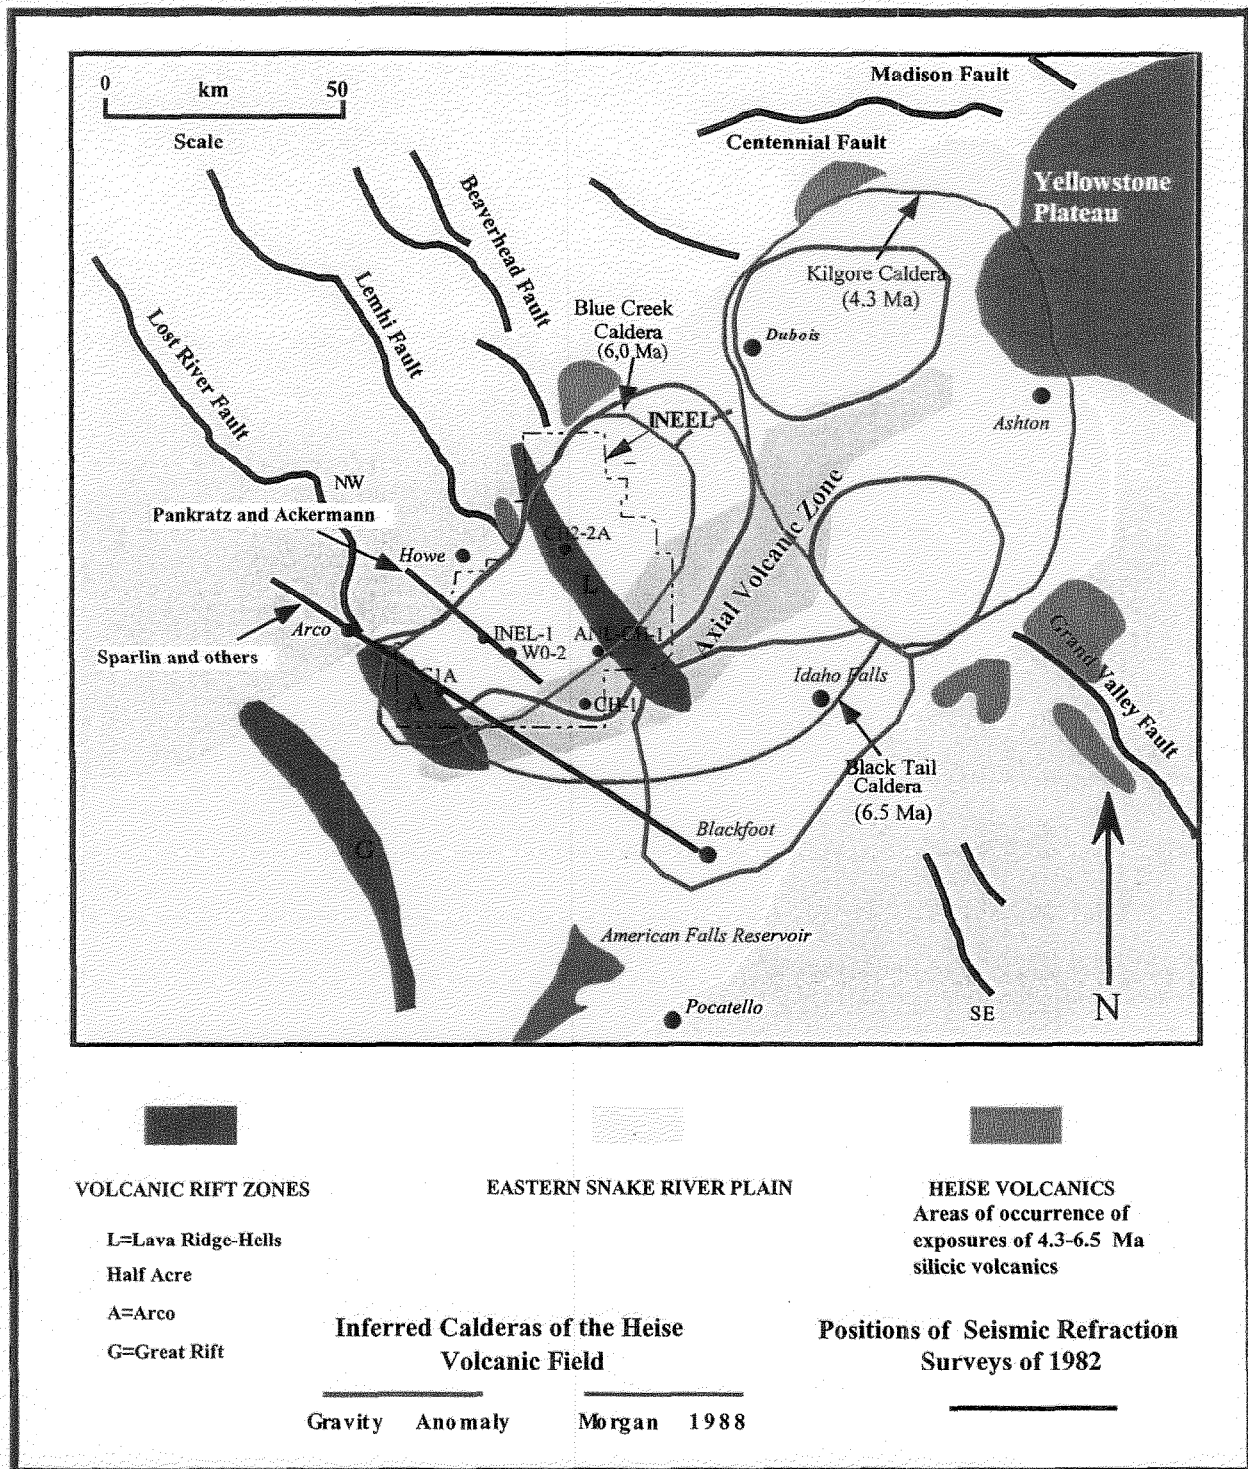 0 km 50
Scale
Madison Fault
Centennial Fault
Yellowstone
Plateau
Beaverhead Fault
Lemhi Fault
Lost River Fault
Kilgore Caldera
(4.3 Ma)
Blue Creek
Caldera
(6,0 Ma)
Dubois
INEEL
Ashton
NW
Pankratz and Ackermann
Howe
CH2-2A
L
Axial Volcanic Zone
Arco
INEL-1
W0-2
Sparlin and others
CH-1
A
Idaho Falls
Grand Valley Fault
Black Tail
Caldera
(6.5 Ma)
Blackfoot
G
American Falls Reservoir
Pocatello
SE
N
VOLCANIC RIFT ZONES
L=Lava Ridge-Hells
Half Acre
A=Arco
G=Great Rift
EASTERN SNAKE RIVER PLAIN
HEISE VOLCANICS
Areas of occurrence of
exposures of 4.3-6.5 Ma
silicic volcanics
Inferred Calderas of the Heise
Volcanic Field
Gravity Anomaly
Morgan 1988
Positions of Seismic Refraction
Surveys of 1982